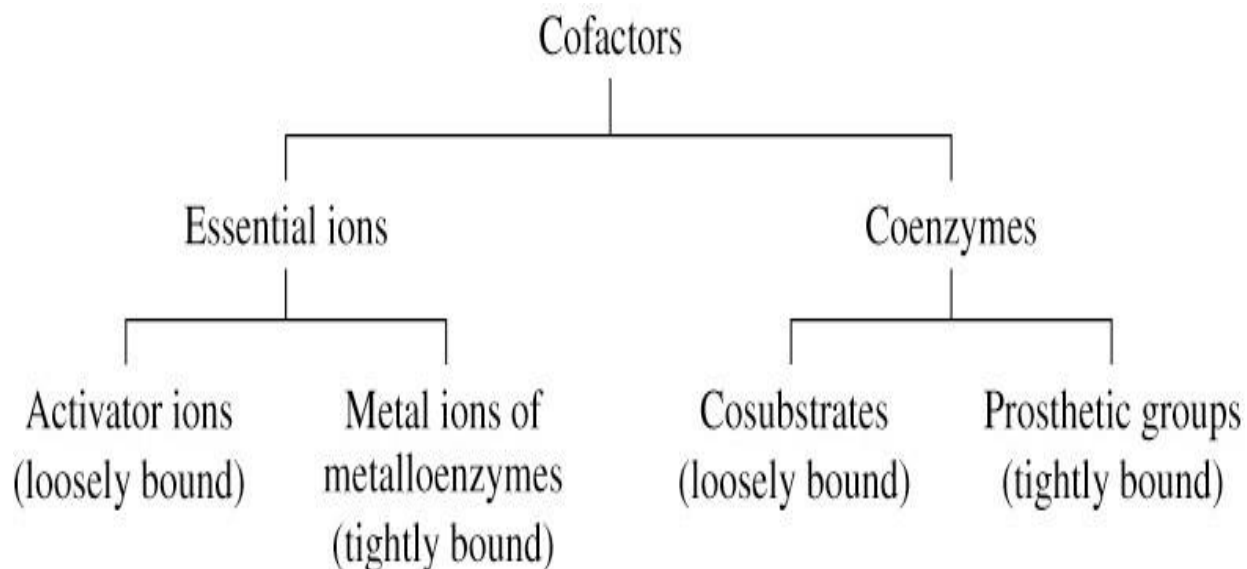 Cofactors
Essential ions
Coenzymes
Activator ions
(loosely bound)
Metal ions of
metalloenzymes
(tightly bound)
Cosubstrates
(loosely bound)
Prosthetic groups
(tightly bound)